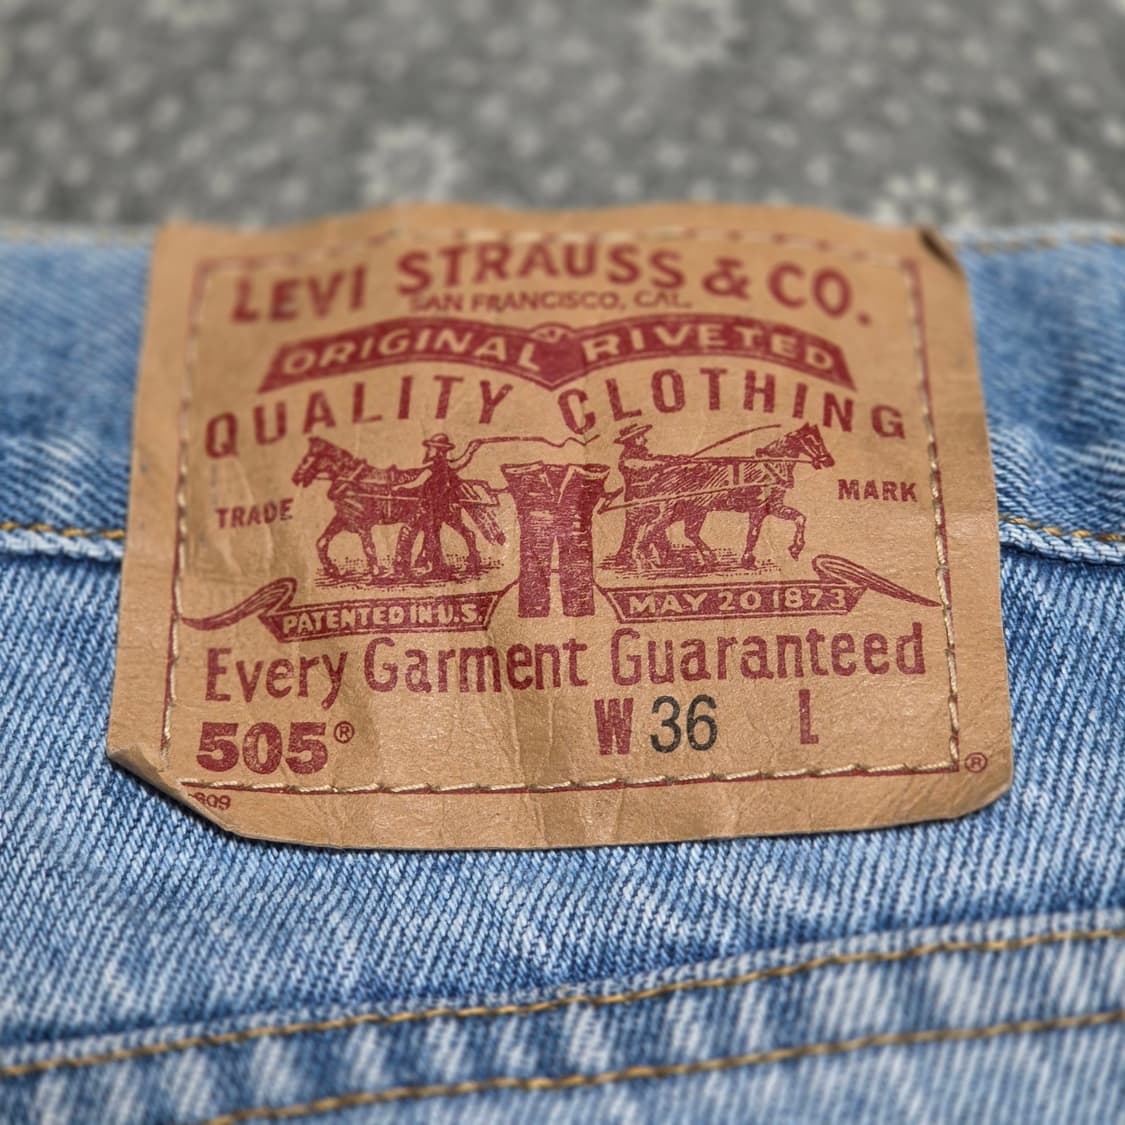 LEVI STRAUSS & CO.
SAN FRANCISCO, CAL.
ORIGINAL RIVETED
QUALITY CLOTHING
TRADE MARK
PATENTED IN U.S. MAY 20 1873
Every Garment Guaranteed
505® W 36 L
®